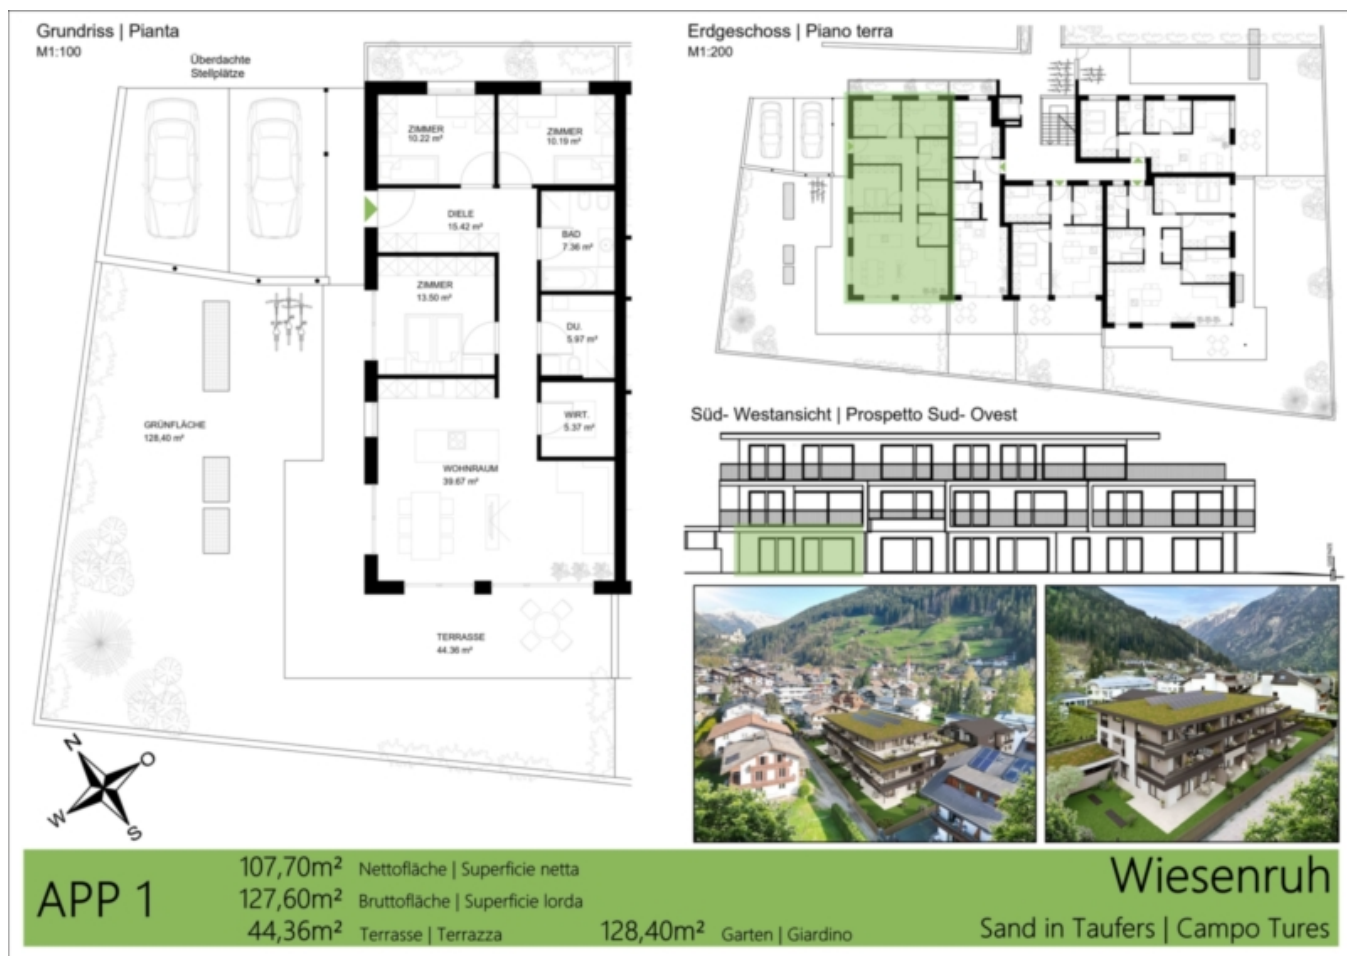 Grundriss | Pianta
M1:100
Überdachte
Stellplätze
ZIMMER
10.22 m²
ZIMMER
10.19 m²
DIELE
15.42 m²
BAD
7.36 m²
ZIMMER
13.50 m²
DU.
5.97 m²
WIRT.
5.37 m²
GRÜNFLÄCHE
128,40 m²
WOHNRAUM
39.67 m²
TERRASSE
44.36 m²
N
O
W
S
Erdgeschoss | Piano terra
M1:200
Süd- Westansicht | Prospetto Sud- Ovest
APP 1
107,70m² Nettofläche | Superficie netta
127,60m² Bruttofläche | Superficie lorda
44,36m² Terrasse | Terrazza 128,40m² Garten | Giardino
Wiesenruh
Sand in Taufers | Campo Tures